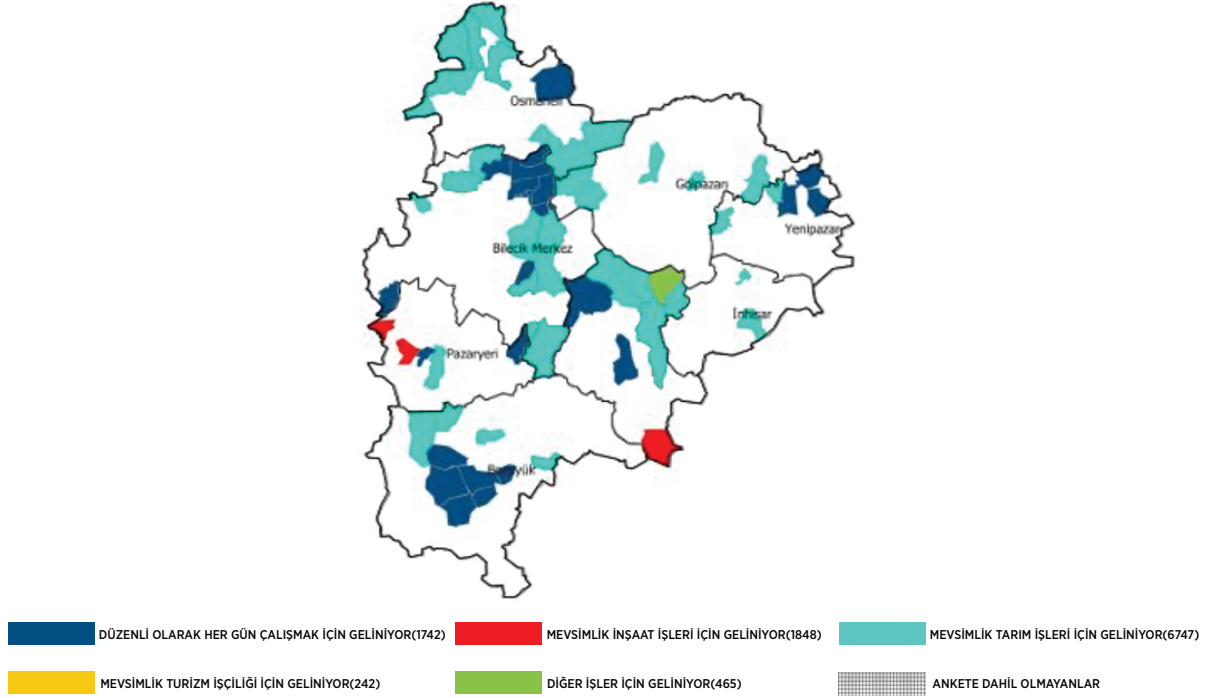 Osmaneli
Gölpazarı
Yenipazar
Bilecik Merkez
İnhisar
Pazaryeri
Bozüyük
DÜZENLİ OLARAK HER GÜN ÇALIŞMAK İÇİN GELİNİYOR(1742)
MEVSİMLİK İNŞAAT İŞLERİ İÇİN GELİNİYOR(1848)
MEVSİMLİK TARIM İŞLERİ İÇİN GELİNİYOR(6747)
MEVSİMLİK TURİZM İŞÇİLİĞİ İÇİN GELİNİYOR(242)
DİĞER İŞLER İÇİN GELİNİYOR(465)
ANKETE DAHİL OLMAYANLAR